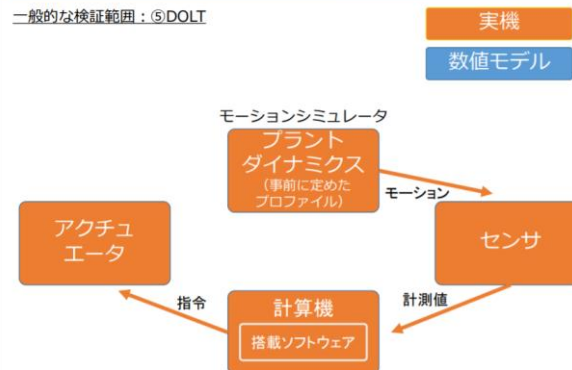 一般的な検証範囲:⑤DOLT
実機
数値モデル
モーションシミュレータ
プラント
ダイナミクス
(事前に定めた
プロファイル)
モーション
アクチュ
エータ
センサ
指令
計算機
計測値
搭載ソフトウェア